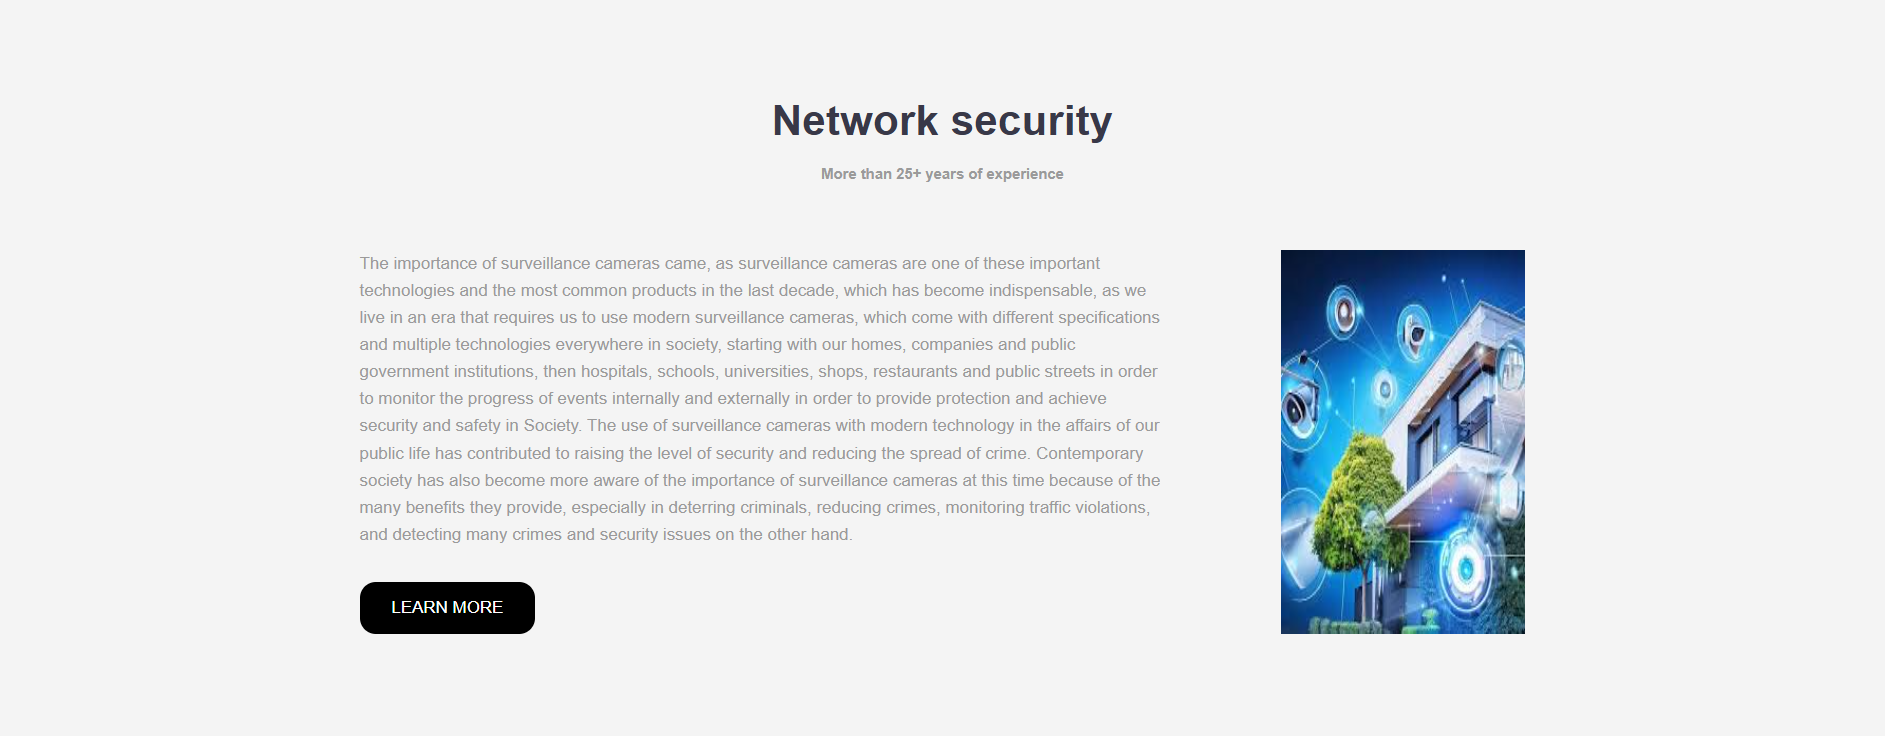 Network security
More than 25+ years of experience
The importance of surveillance cameras came, as surveillance cameras are one of these important
technologies and the most common products in the last decade, which has become indispensable, as we
live in an era that requires us to use modern surveillance cameras, which come with different specifications
and multiple technologies everywhere in society, starting with our homes, companies and public
government institutions, then hospitals, schools, universities, shops, restaurants and public streets in order
to monitor the progress of events internally and externally in order to provide protection and achieve
security and safety in Society. The use of surveillance cameras with modern technology in the affairs of our
public life has contributed to raising the level of security and reducing the spread of crime. Contemporary
society has also become more aware of the importance of surveillance cameras at this time because of the
many benefits they provide, especially in deterring criminals, reducing crimes, monitoring traffic violations,
and detecting many crimes and security issues on the other hand.
LEARN MORE